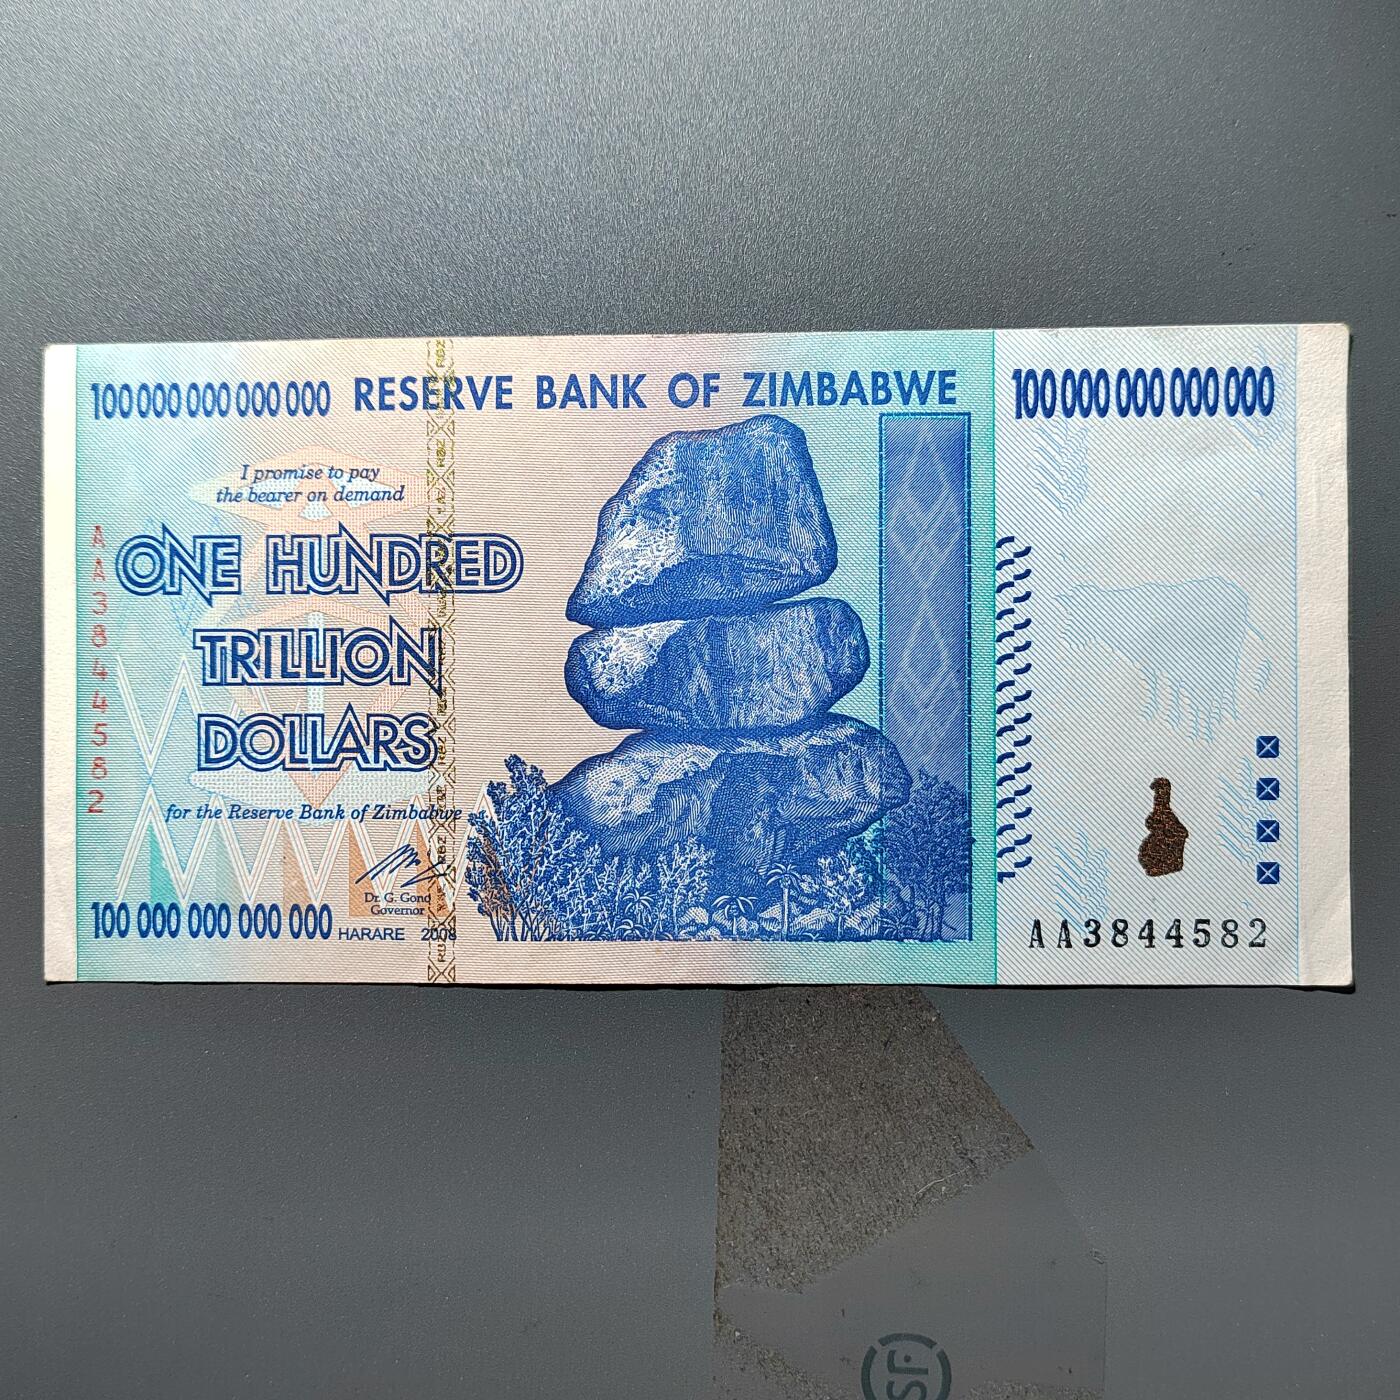 100 000 000 000 000
RESERVE BANK OF ZIMBABWE
100 000 000 000 000
I promise to pay
the bearer on demand
ONE HUNDRED
TRILLION
DOLLARS
for the Reserve Bank of Zimbabwe
Dr. G. Gono
Governor
100 000 000 000 000
HARARE 2008
AA3844582
AA3844582
RBZ